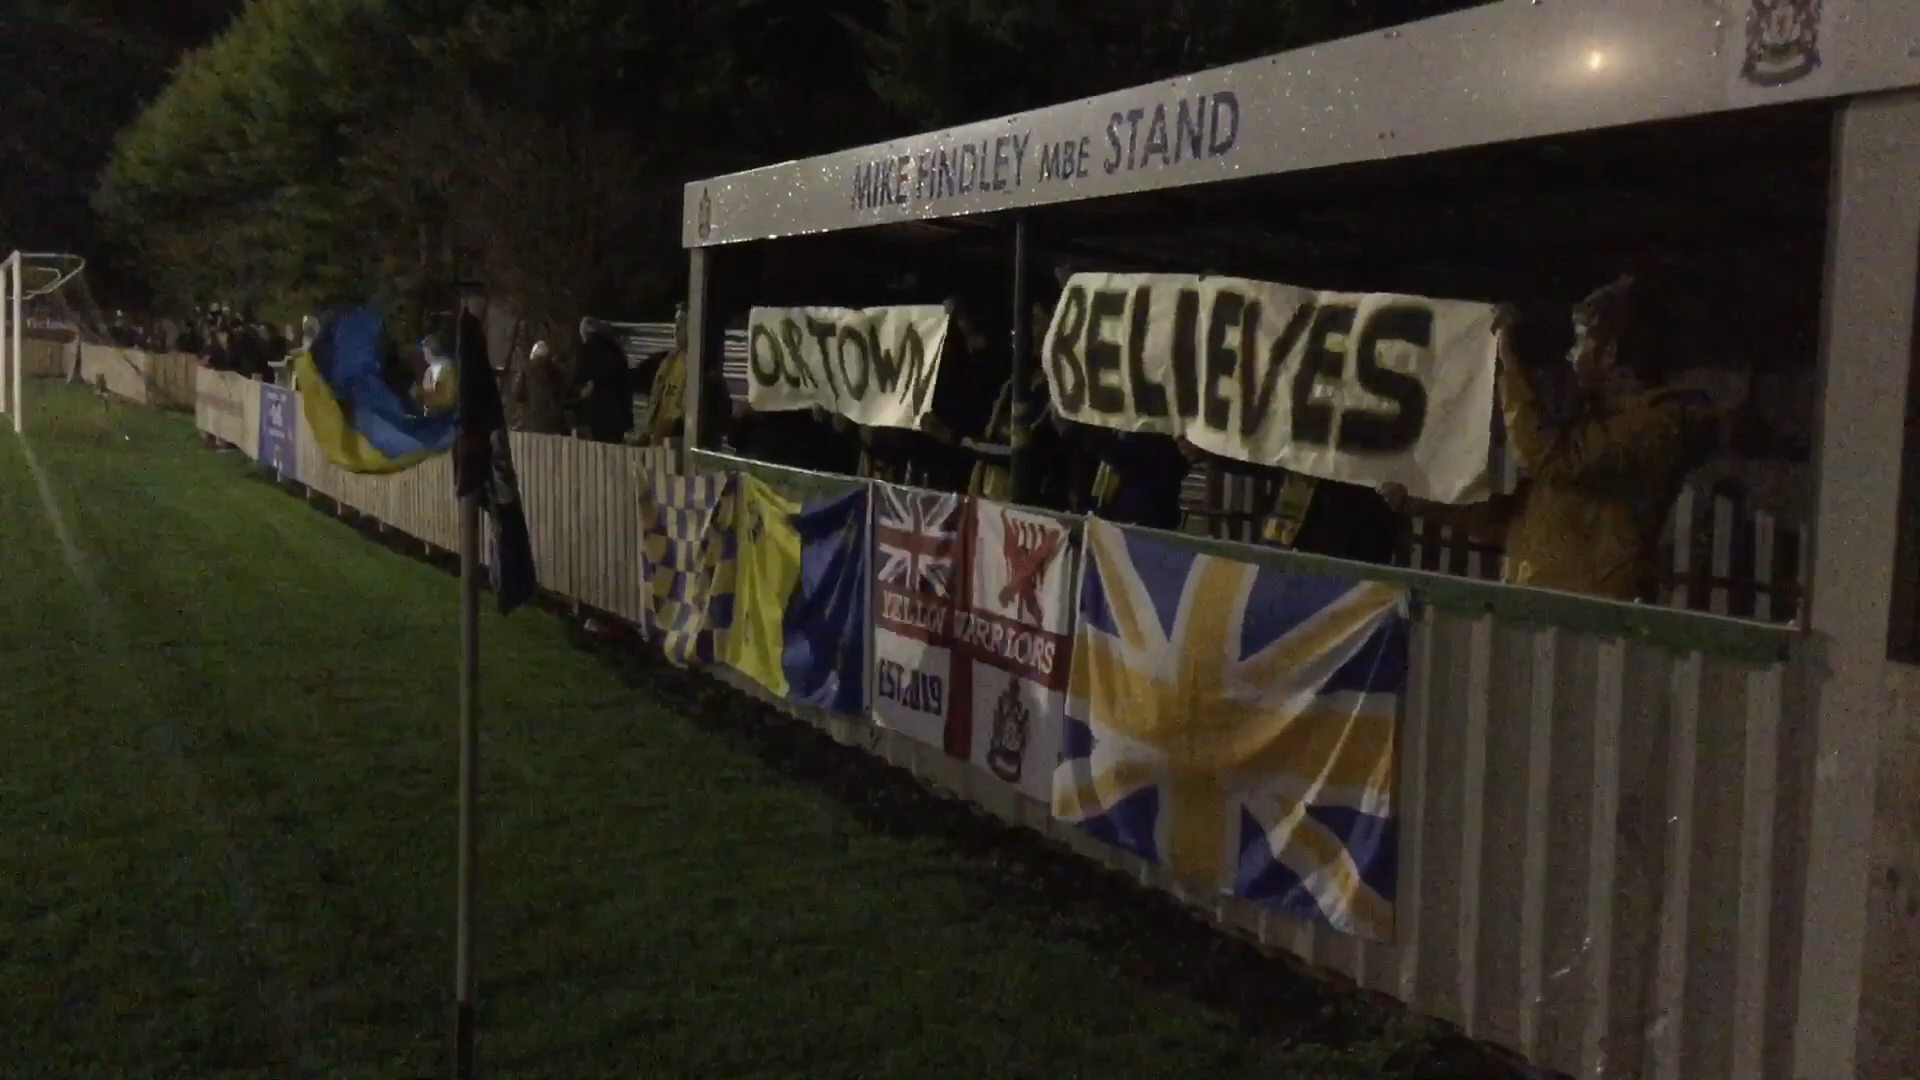 MIKE FINDLEY MBE STAND
OUR TOWN
BELIEVES
YELLOW WARRIORS
EST.2019